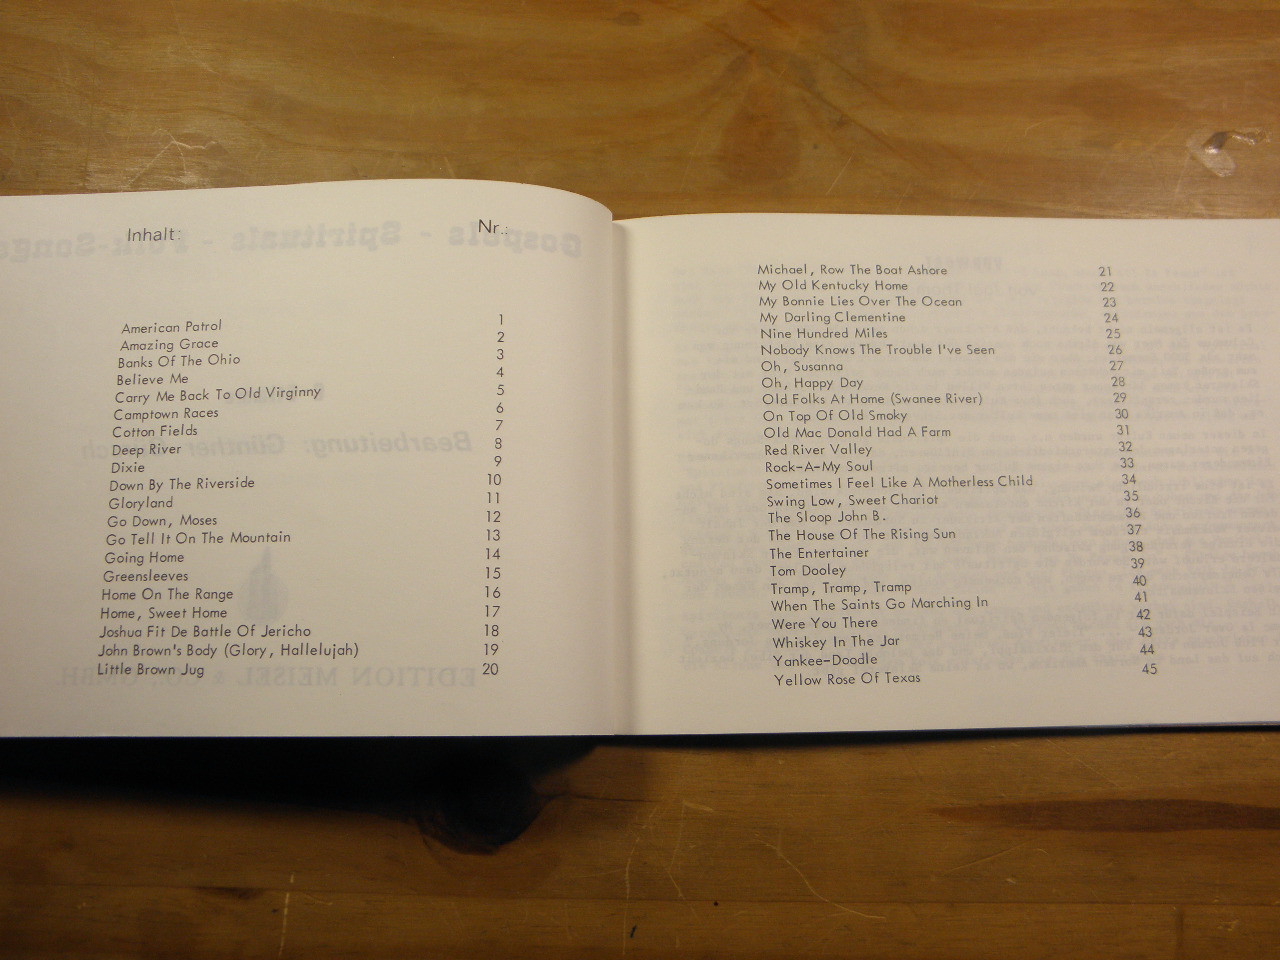 Inhalt: Nr.:
American Patrol 1
Amazing Grace 2
Banks Of The Ohio 3
Believe Me 4
Carry Me Back To Old Virginny 5
Camptown Races 6
Cotton Fields 7
Deep River 8
Dixie 9
Down By The Riverside 10
Gloryland 11
Go Down, Moses 12
Go Tell It On The Mountain 13
Going Home 14
Greensleeves 15
Home On The Range 16
Home, Sweet Home 17
Joshua Fit De Battle Of Jericho 18
John Brown's Body (Glory, Hallelujah) 19
Little Brown Jug 20
Michael, Row The Boat Ashore 21
My Old Kentucky Home 22
My Bonnie Lies Over The Ocean 23
My Darling Clementine 24
Nine Hundred Miles 25
Nobody Knows The Trouble I've Seen 26
Oh, Susanna 27
Oh, Happy Day 28
Old Folks At Home (Swanee River) 29
On Top Of Old Smoky 30
Old Mac Donald Had A Farm 31
Red River Valley 32
Rock-A-My Soul 33
Sometimes I Feel Like A Motherless Child 34
Swing Low, Sweet Chariot 35
The Sloop John B. 36
The House Of The Rising Sun 37
The Entertainer 38
Tom Dooley 39
Tramp, Tramp, Tramp 40
When The Saints Go Marching In 41
Were You There 42
Whiskey In The Jar 43
Yankee-Doodle 44
Yellow Rose Of Texas 45